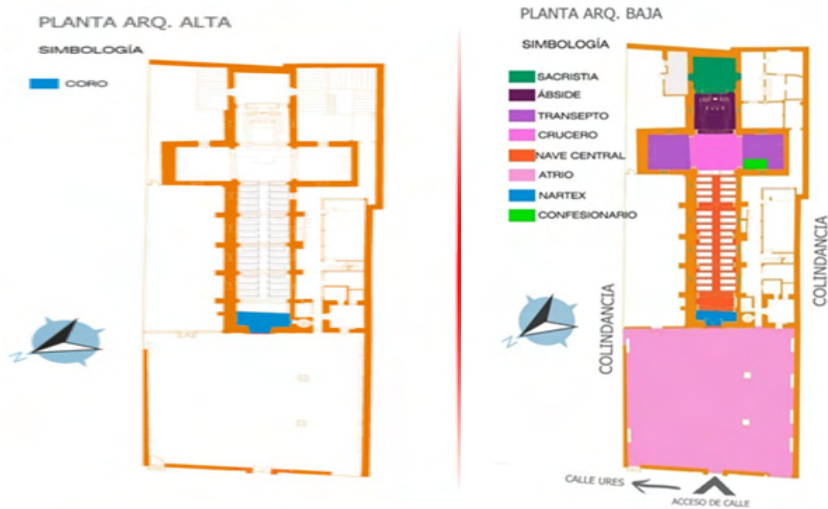 PLANTA ARQ. ALTA
SIMBOLOGÍA
CORO
N
PLANTA ARQ. BAJA
SIMBOLOGÍA
SACRISTIA
ÁBSIDE
TRANSEPTO
CRUCERO
NAVE CENTRAL
ATRIO
NARTEX
CONFESIONARIO
COLINDANCIA
COLINDANCIA
N
CALLE URES
ACCESO DE CALLE